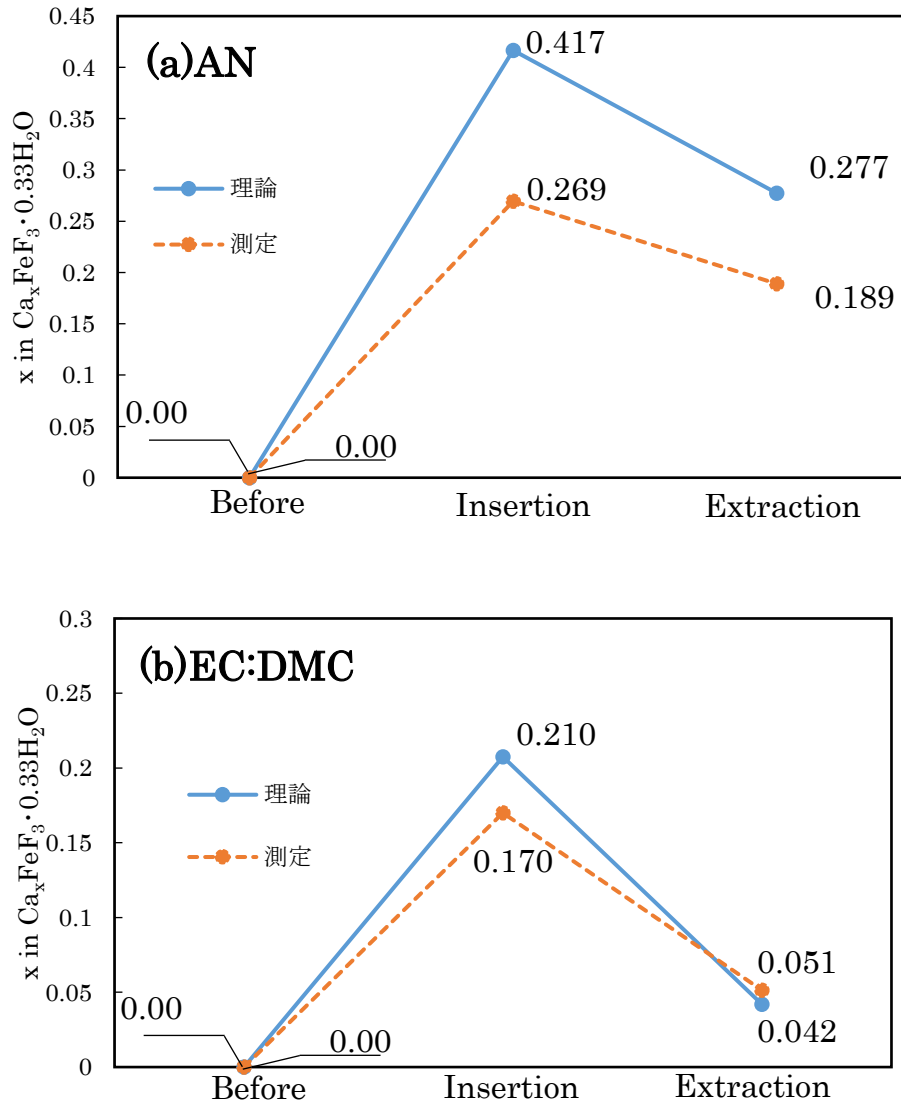 0.45
(a)AN
0.417
0.4
0.35
0.3
0.277
理論
0.25
0.269
測定
0.2
0.189
0.15
0.1
0.05
0.00
0.00
0
x in CaₓFeF₃·0.33H₂O
Before Insertion Extraction
0.3
(b)EC:DMC
0.25
0.210
0.2
理論
測定
0.170
0.15
0.1
0.051
0.05
0.042
0.00
0.00
0
x in CaₓFeF₃·0.33H₂O
Before Insertion Extraction